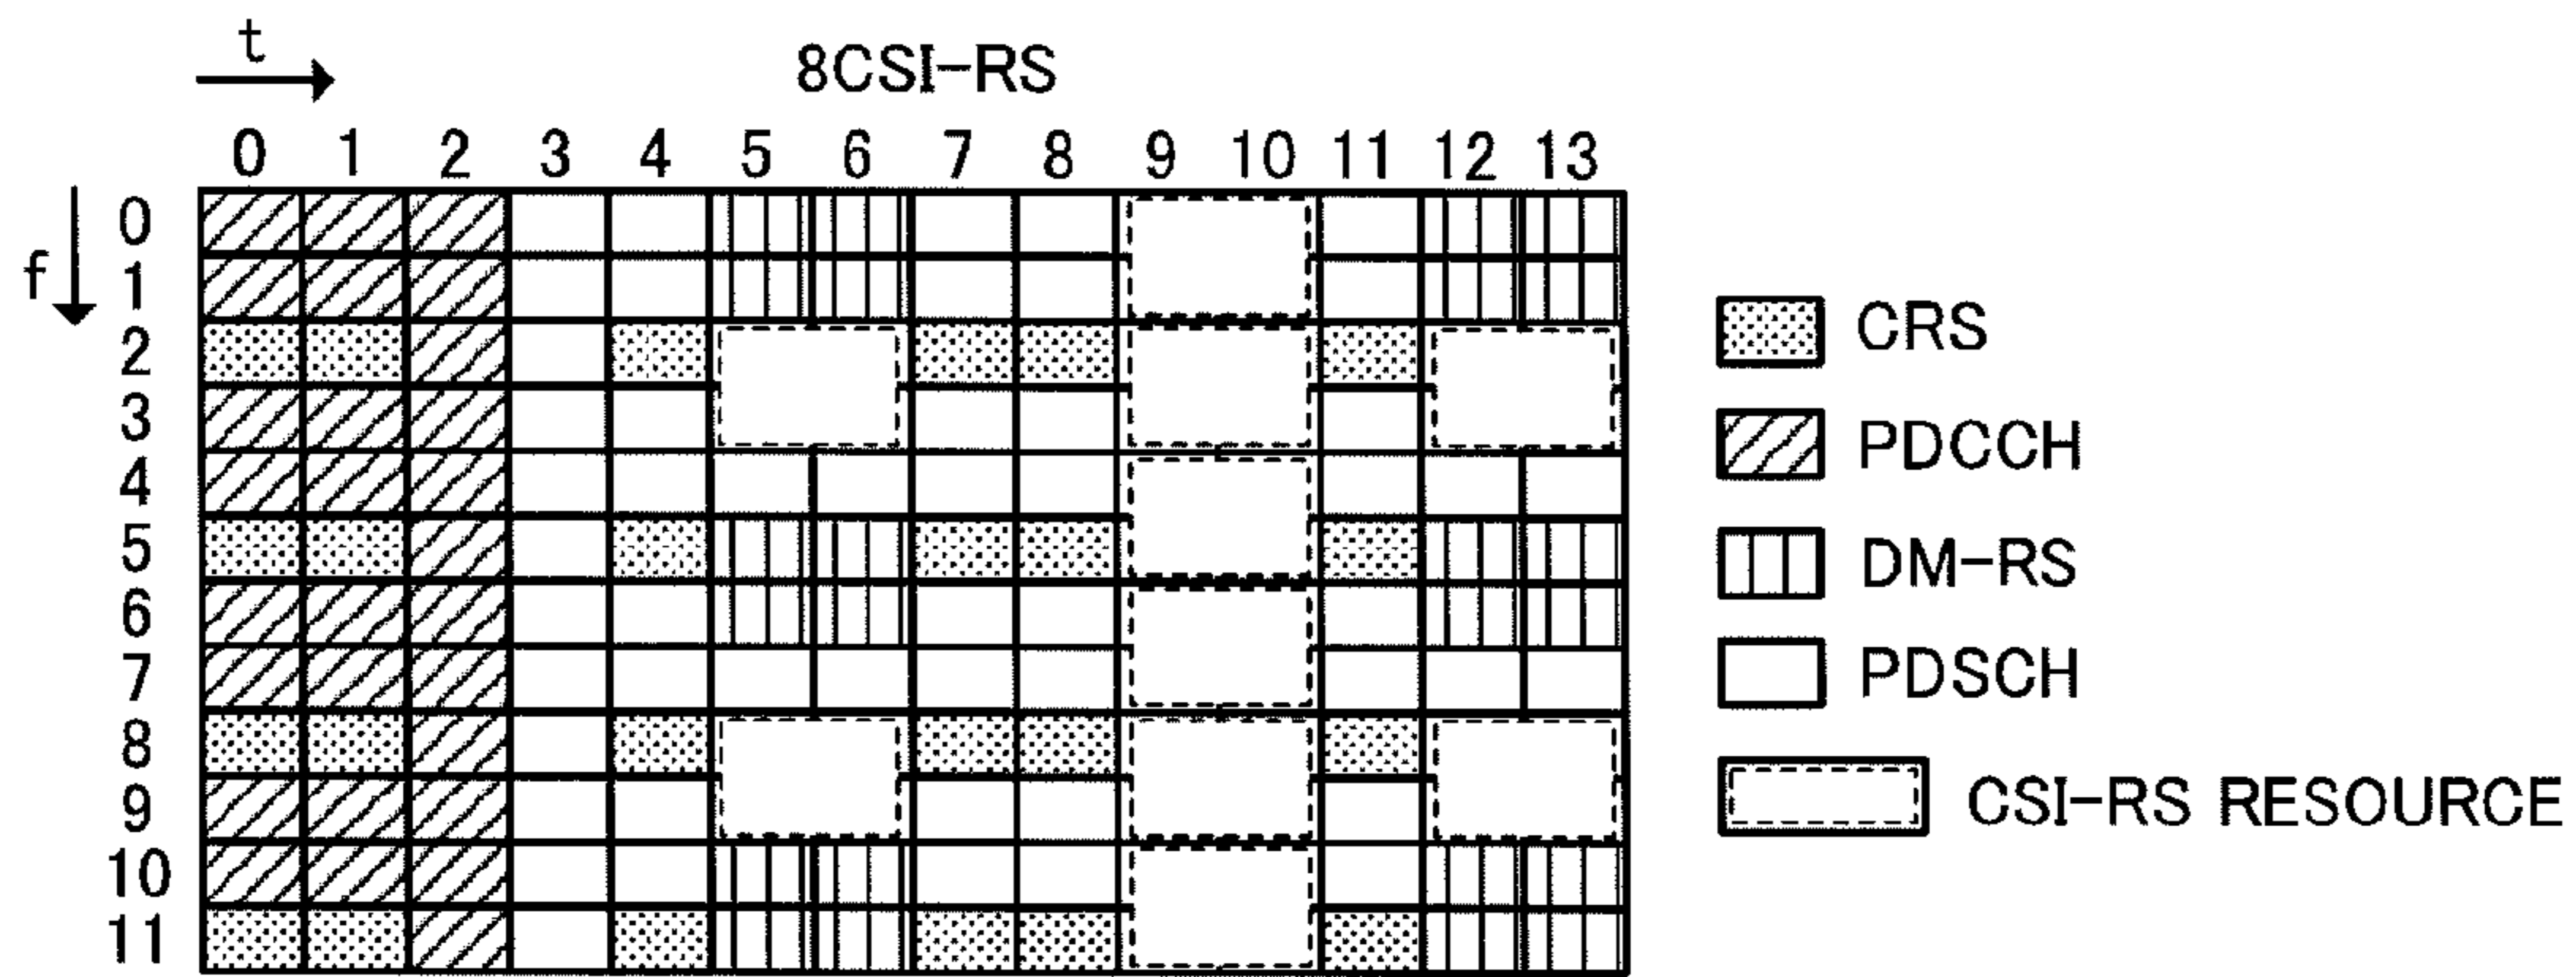 t
8CSI-RS
0 1 2 3 4 5 6 7 8 9 10 11 12 13
f
0
1
2
3
4
5
6
7
8
9
10
11
CRS
PDCCH
DM-RS
PDSCH
CSI-RS RESOURCE